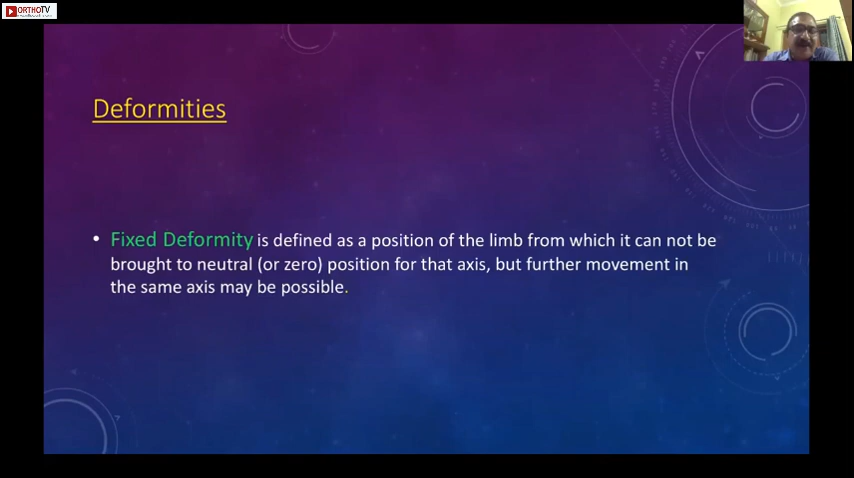 ORTHOTV
Deformities
• Fixed Deformity is defined as a position of the limb from which it can not be
brought to neutral (or zero) position for that axis, but further movement in
the same axis may be possible.